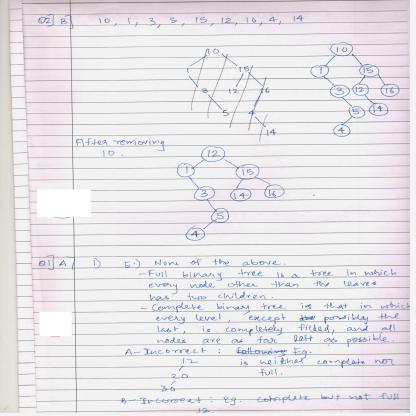 Q2] B] 10, 1, 3, 5, 15, 12, 16, 4, 14
10
1 15
3 12 16
5 4
14
10
1 15
3 12 16
5 14
4
After removing
10.
12
1 15
3 14 16
5
4
Q1] A] i) 5.) None of the above.
- Full binary tree is a tree in which
every node other than the leaves
has two children.
- Complete binary tree is that in which
every level, except possibly the
last, is completely filled, and all
nodes are as far left as possible.
A - Incorrect : following Eg.
12 is neither complete nor
20 full.
30
B - Incorrect : eg. complete but not full
12